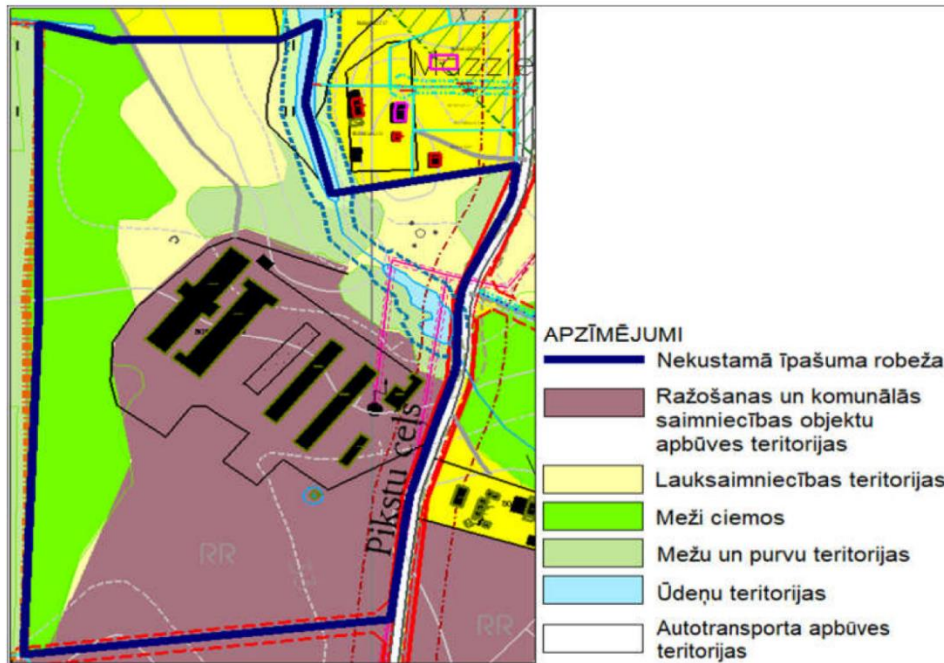 Mazzie
Pikstu ceļš
RR
RR
APZĪMĒJUMI
Nekustamā īpašuma robeža
Ražošanas un komunālās
saimniecības objektu
apbūves teritorijas
Lauksaimniecības teritorijas
Meži ciemos
Mežu un purvu teritorijas
Ūdeņu teritorijas
Autotransporta apbūves
teritorijas